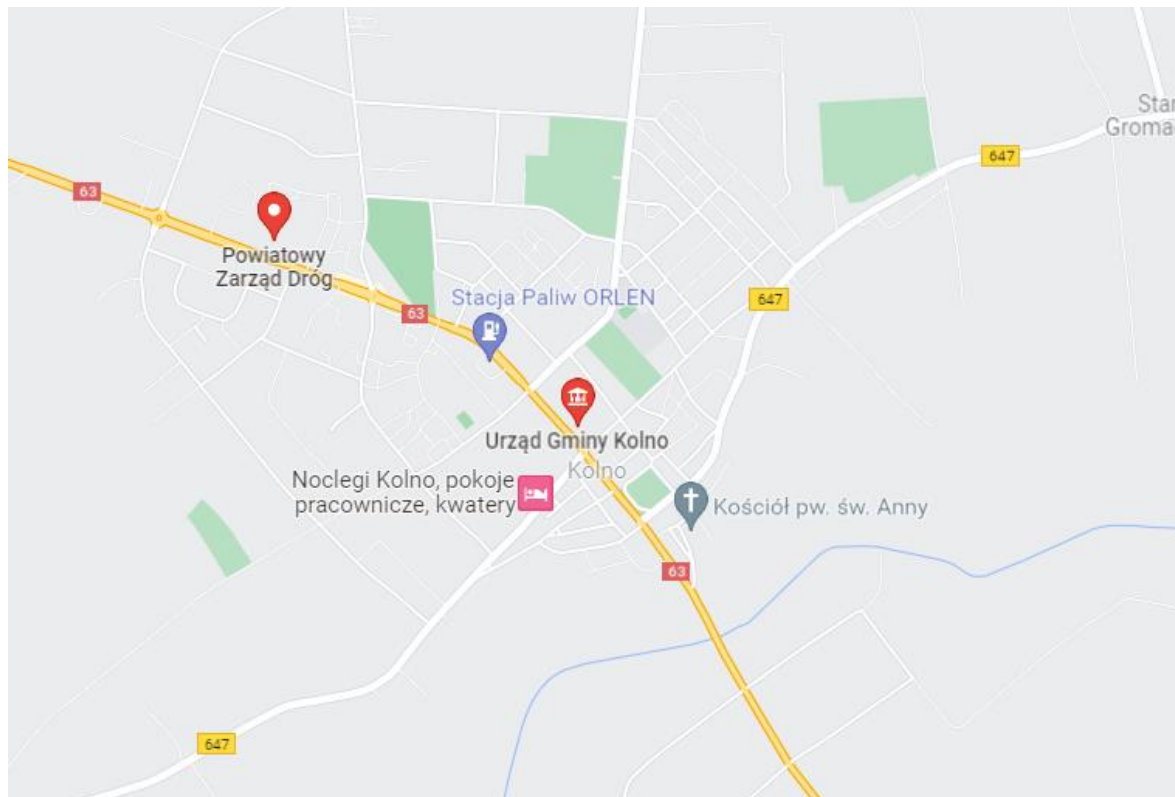 Star
Groma
647
63
Powiatowy
Zarząd Dróg
Stacja Paliw ORLEN
647
63
Urząd Gminy Kolno
Kolno
Noclegi Kolno, pokoje
pracownicze, kwatery
Kościół pw. św. Anny
63
647